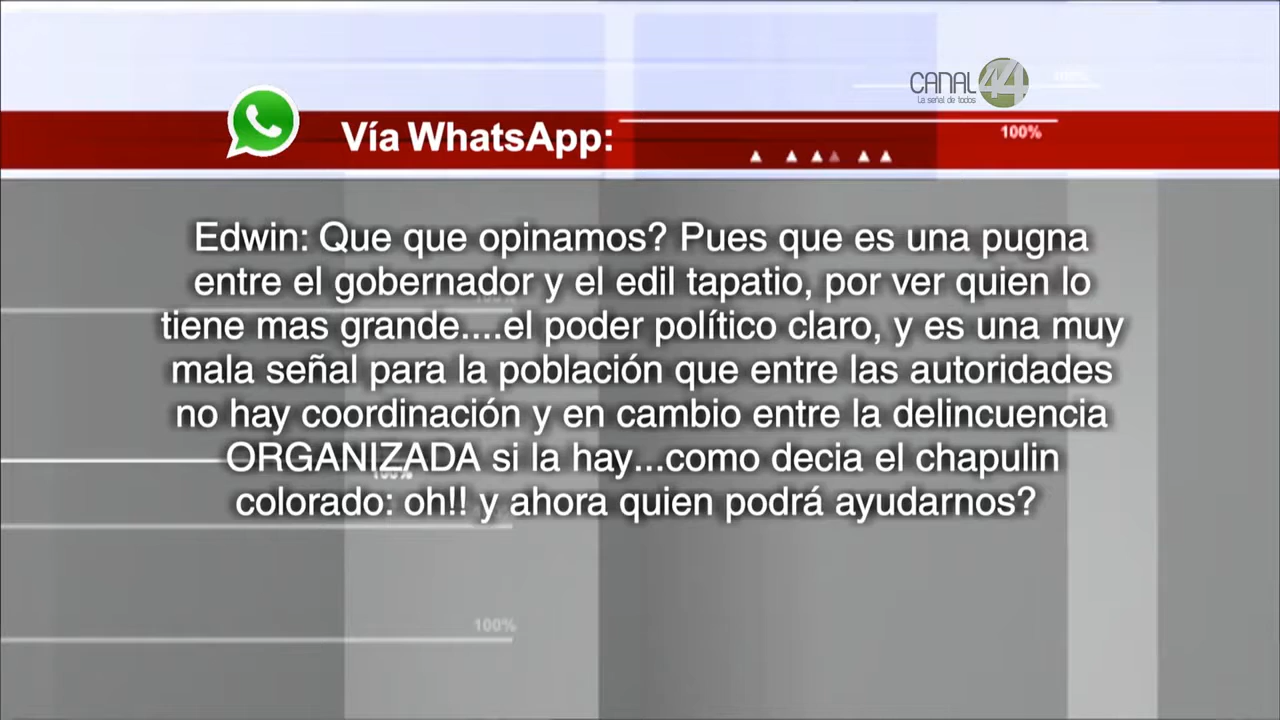 CANAL 44
La señal de todos
100%
Vía WhatsApp:
100%
Edwin: Que que opinamos? Pues que es una pugna
entre el gobernador y el edil tapatio, por ver quien lo
100%
tiene mas grande....el poder político claro, y es una muy
mala señal para la población que entre las autoridades
no hay coordinación y en cambio entre la delincuencia
ORGANIZADA si la hay...como decia el chapulin
100%
colorado: oh!! y ahora quien podrá ayudarnos?
100%